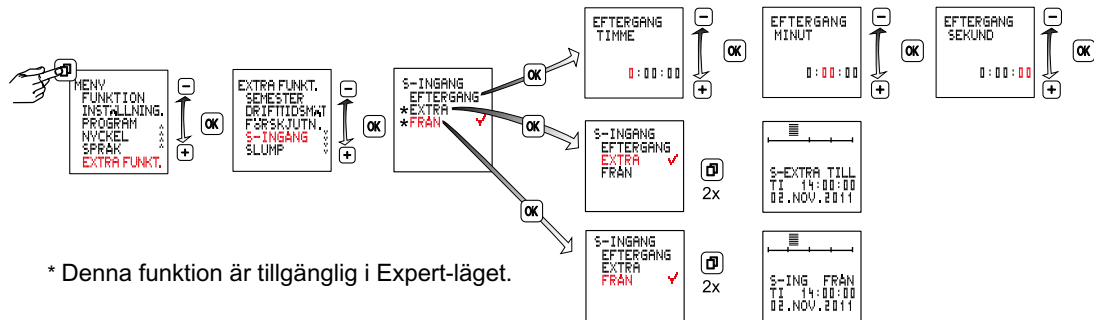 MENY
FUNKTION
INSTÄLLNING.
PROGRAM
NYCKEL
SPRÅK
EXTRA FUNKT.
OK
EXTRA FUNKT.
SEMESTER
DRIFTTIDSMÄT
FÖRSKJUTN.
S-INGÅNG
SLUMP
OK
S-INGÅNG
EFTERGÅNG
*EXTRA
*FRÅN
OK
EFTERGÅNG
TIMME
0:00:00
OK
EFTERGÅNG
MINUT
0:00:00
OK
EFTERGÅNG
SEKUND
0:00:00
OK
OK
S-INGÅNG
EFTERGÅNG
EXTRA
FRÅN
2x
S-EXTRA TILL
TI 14:00:00
02.NOV.2011
OK
S-INGÅNG
EFTERGÅNG
EXTRA
FRÅN
2x
S-ING FRÅN
TI 14:00:00
02.NOV.2011
* Denna funktion är tillgänglig i Expert-läget.